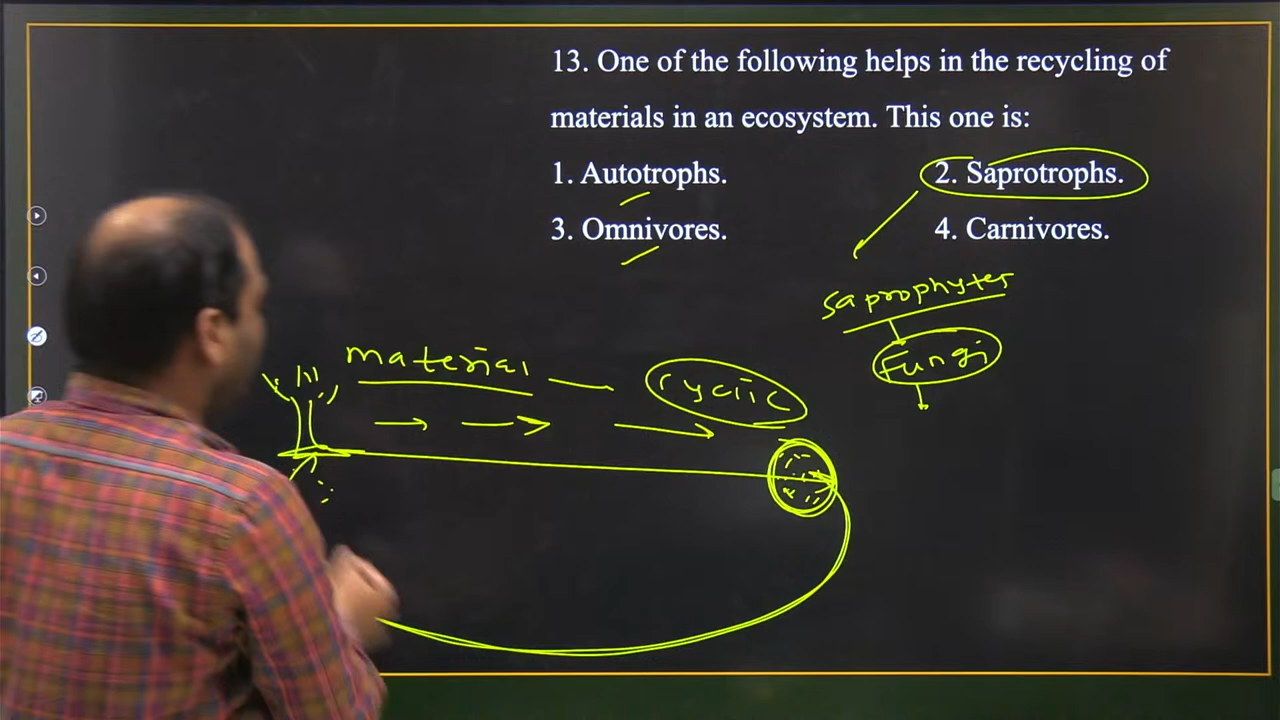 13. One of the following helps in the recycling of
materials in an ecosystem. This one is:
1. Autotrophs. 2. Saprotrophs.
3. Omnivores. 4. Carnivores.
saprophytes
Fungi
material
cyclic